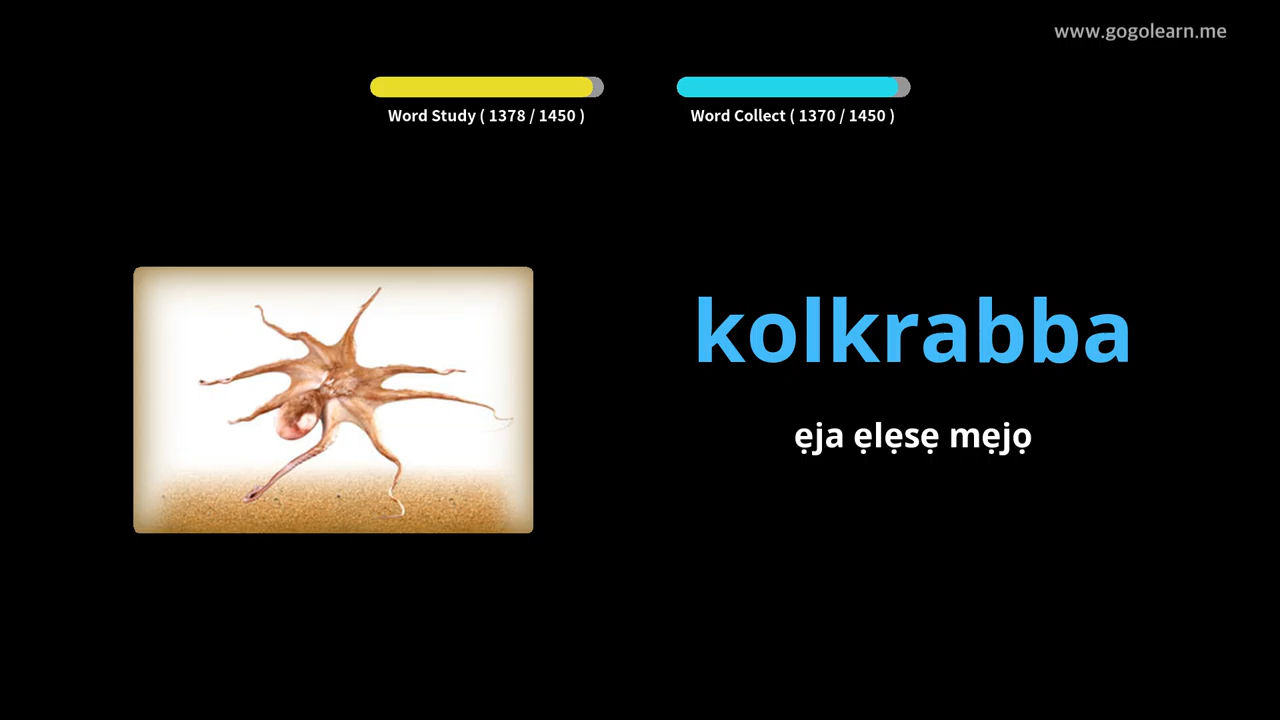 www.gogolearn.me
Word Study ( 1378 / 1450 )
Word Collect ( 1370 / 1450 )
kolkrabba
ẹja ẹlẹsẹ mẹjọ